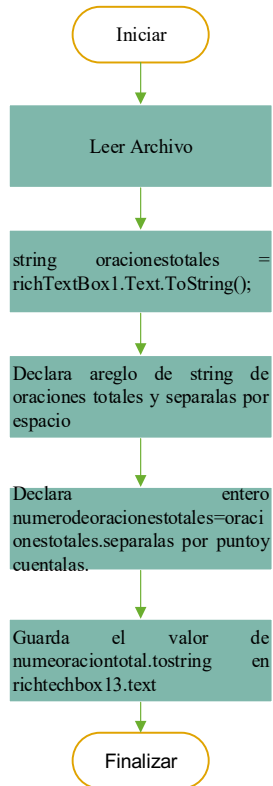 Iniciar
Leer Archivo
string oracionestotales =
richTextBox1.Text.ToString();
Declara areglo de string de
oraciones totales y separalas por
espacio
Declara entero
numerodeoracionestotales=oraci
onestotales.separalas por puntoy
cuentalas.
Guarda el valor de
numeoraciontotal.tostring en
richtechbox13.text
Finalizar